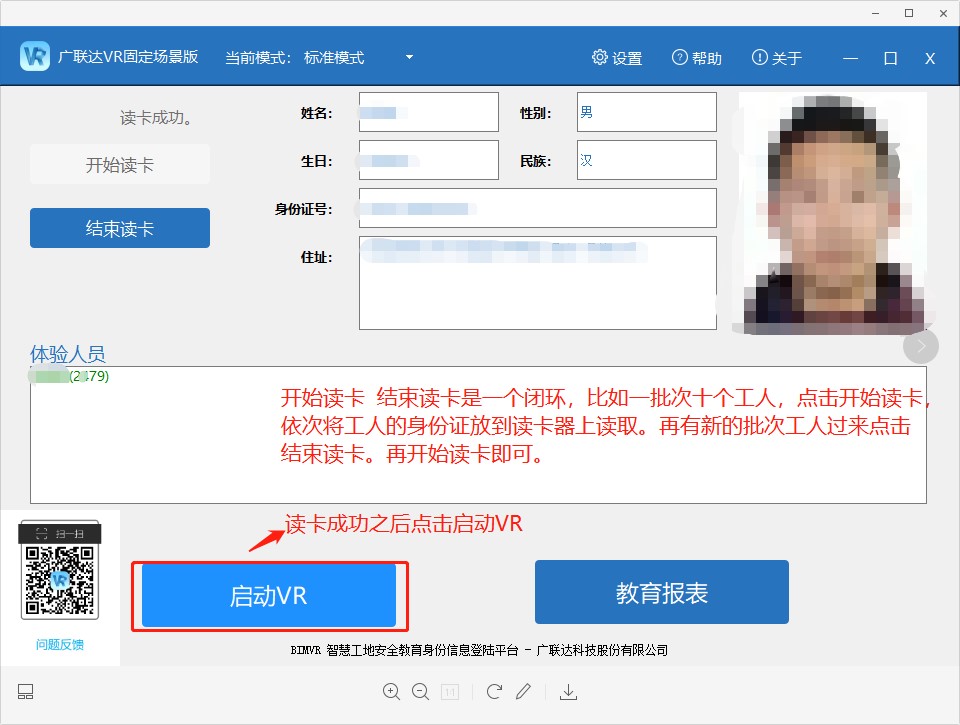 广联达VR固定场景版 当前模式: 标准模式 设置 帮助 关于
读卡成功。
开始读卡
结束读卡
姓名: 性别: 男
生日: 民族: 汉
身份证号:
住址:
体验人员
(2479)
开始读卡 结束读卡是一个闭环，比如一批次十个工人，点击开始读卡，
依次将工人的身份证放到读卡器上读取。再有新的批次工人过来点击
结束读卡。再开始读卡即可。
读卡成功之后点击启动VR
扫一扫
VR
问题反馈
启动VR
教育报表
BIMVR 智慧工地安全教育身份信息登陆平台 - 广联达科技股份有限公司
1:1